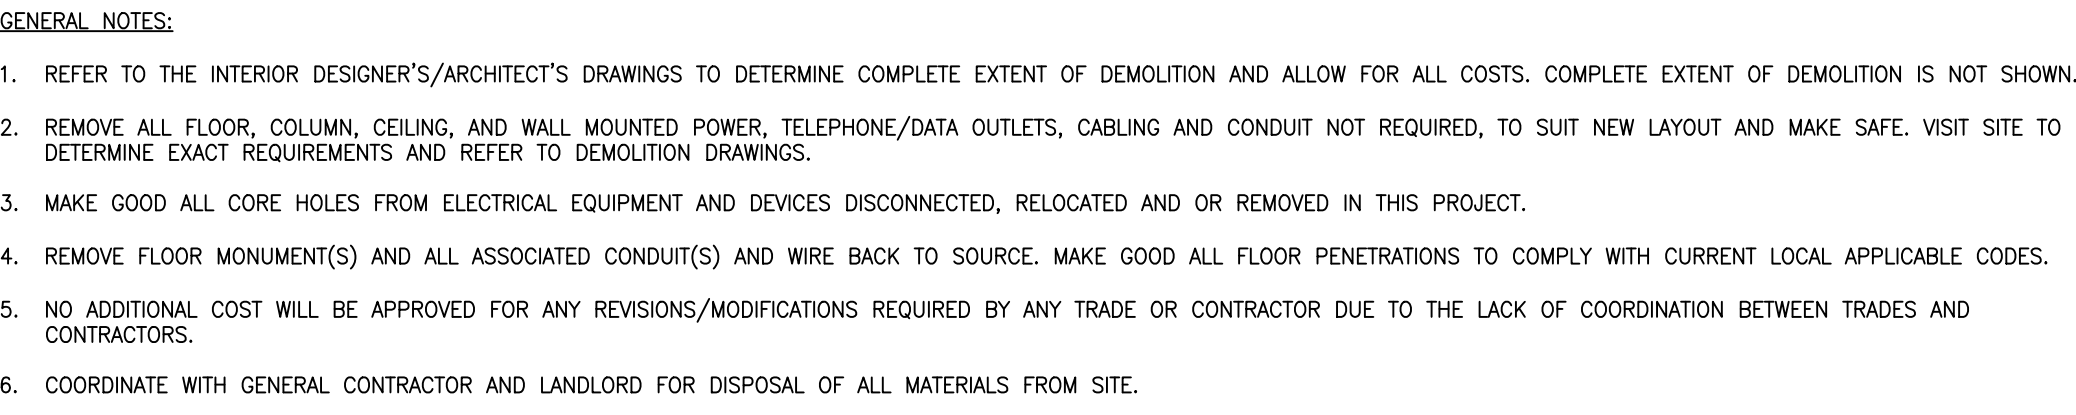 GENERAL NOTES:
1. REFER TO THE INTERIOR DESIGNER'S/ARCHITECT'S DRAWINGS TO DETERMINE COMPLETE EXTENT OF DEMOLITION AND ALLOW FOR ALL COSTS. COMPLETE EXTENT OF DEMOLITION IS NOT SHOWN.
2. REMOVE ALL FLOOR, COLUMN, CEILING, AND WALL MOUNTED POWER, TELEPHONE/DATA OUTLETS, CABLING AND CONDUIT NOT REQUIRED, TO SUIT NEW LAYOUT AND MAKE SAFE. VISIT SITE TO
DETERMINE EXACT REQUIREMENTS AND REFER TO DEMOLITION DRAWINGS.
3. MAKE GOOD ALL CORE HOLES FROM ELECTRICAL EQUIPMENT AND DEVICES DISCONNECTED, RELOCATED AND OR REMOVED IN THIS PROJECT.
4. REMOVE FLOOR MONUMENT(S) AND ALL ASSOCIATED CONDUIT(S) AND WIRE BACK TO SOURCE. MAKE GOOD ALL FLOOR PENETRATIONS TO COMPLY WITH CURRENT LOCAL APPLICABLE CODES.
5. NO ADDITIONAL COST WILL BE APPROVED FOR ANY REVISIONS/MODIFICATIONS REQUIRED BY ANY TRADE OR CONTRACTOR DUE TO THE LACK OF COORDINATION BETWEEN TRADES AND
CONTRACTORS.
6. COORDINATE WITH GENERAL CONTRACTOR AND LANDLORD FOR DISPOSAL OF ALL MATERIALS FROM SITE.